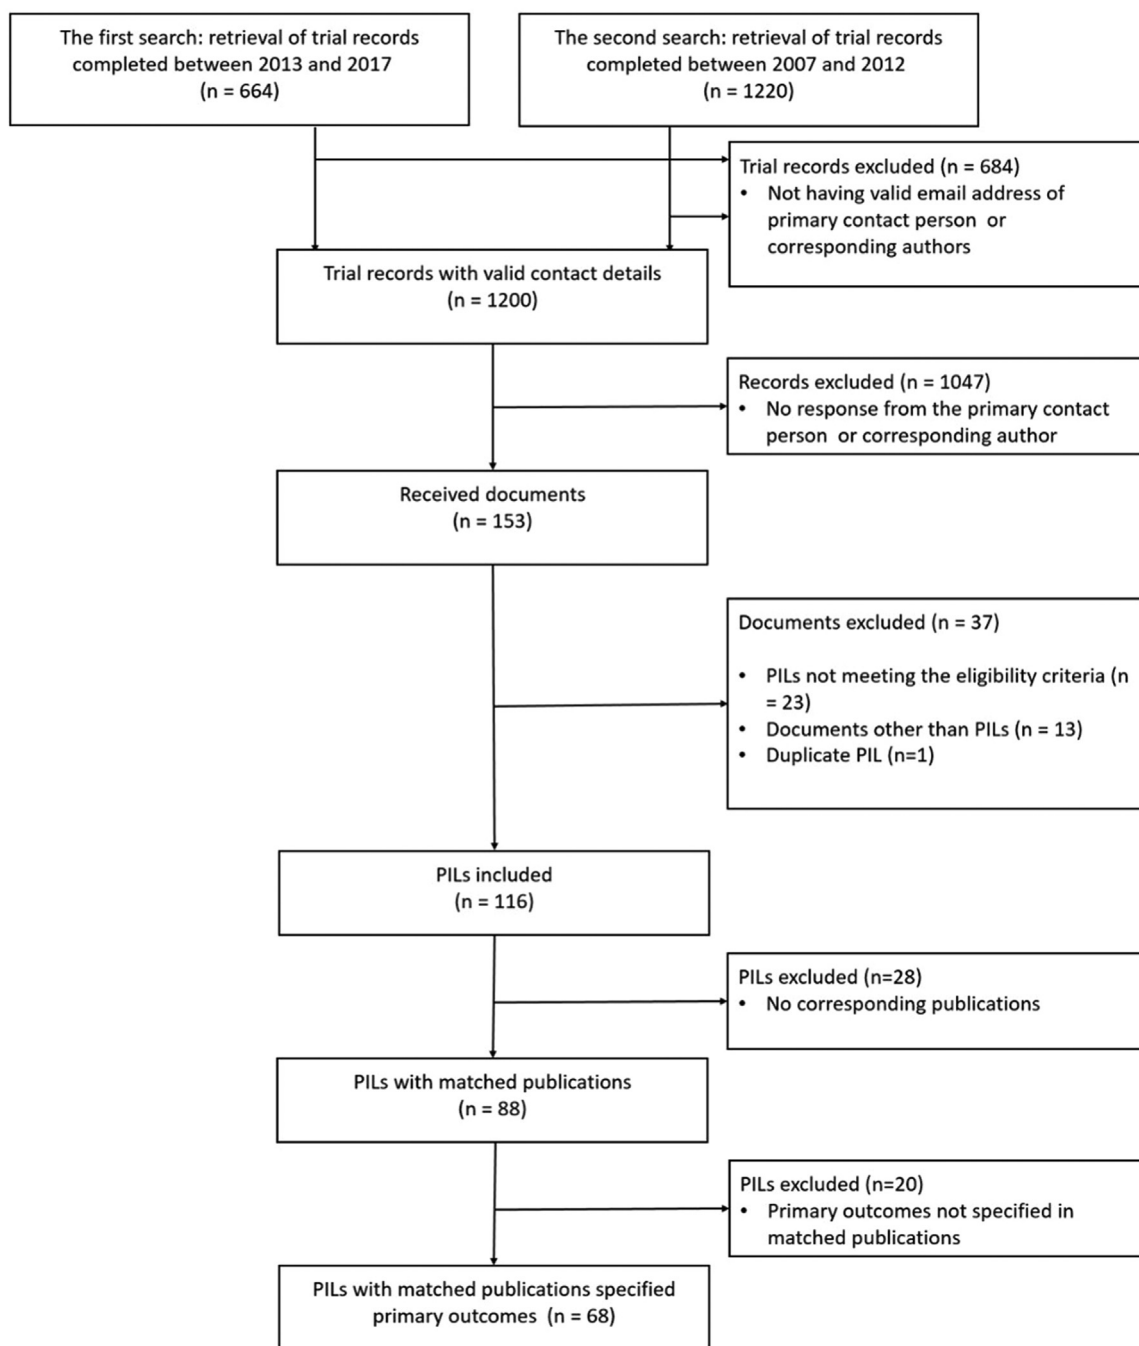 The first search: retrieval of trial records
completed between 2013 and 2017
(n = 664)
The second search: retrieval of trial records
completed between 2007 and 2012
(n = 1220)
Trial records excluded (n = 684)
• Not having valid email address of
primary contact person or
corresponding authors
Trial records with valid contact details
(n = 1200)
Records excluded (n = 1047)
• No response from the primary contact
person or corresponding author
Received documents
(n = 153)
Documents excluded (n = 37)
• PILs not meeting the eligibility criteria (n
= 23)
• Documents other than PILs (n = 13)
• Duplicate PIL (n=1)
PILs included
(n = 116)
PILs excluded (n=28)
• No corresponding publications
PILs with matched publications
(n = 88)
PILs excluded (n=20)
• Primary outcomes not specified in
matched publications
PILs with matched publications specified
primary outcomes (n = 68)